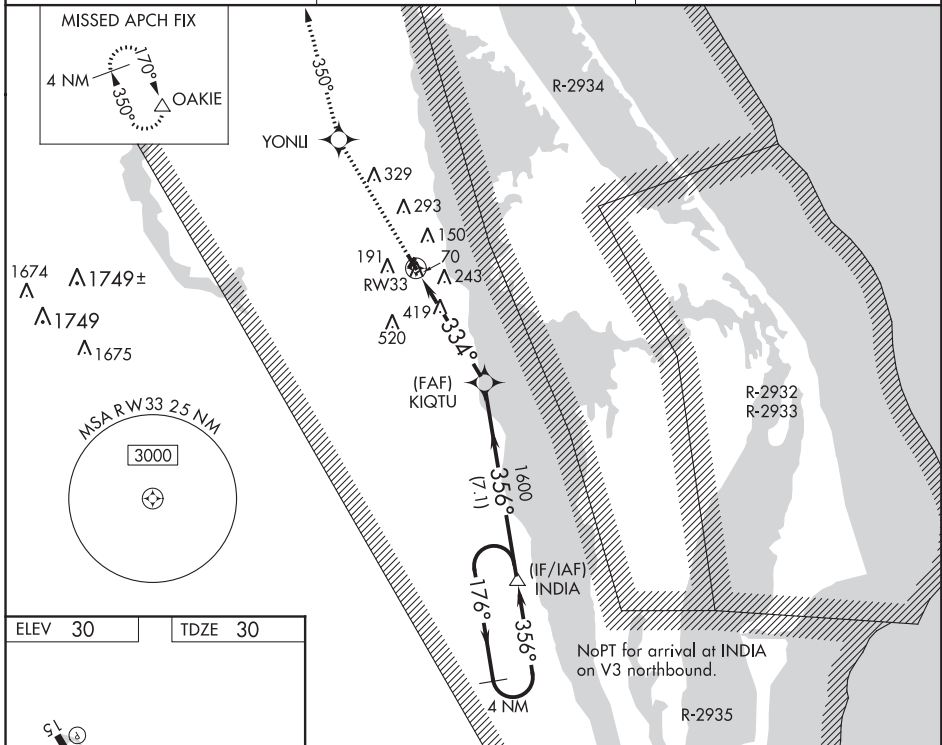 MISSED APCH FIX
170°
4 NM
350°
OAKIE
350°
R-2934
YONLI
329
293
150
191
70
243
RW33
419
520
334°
1674
1749±
1749
1675
(FAF)
KIQTU
R-2932
R-2933
MSA RW33 25 NM
3000
1600
356°
(7.1)
(IF/IAF)
INDIA
176°
356°
NoPT for arrival at INDIA
on V3 northbound.
4 NM
R-2935
ELEV 30
TDZE 30
15
P